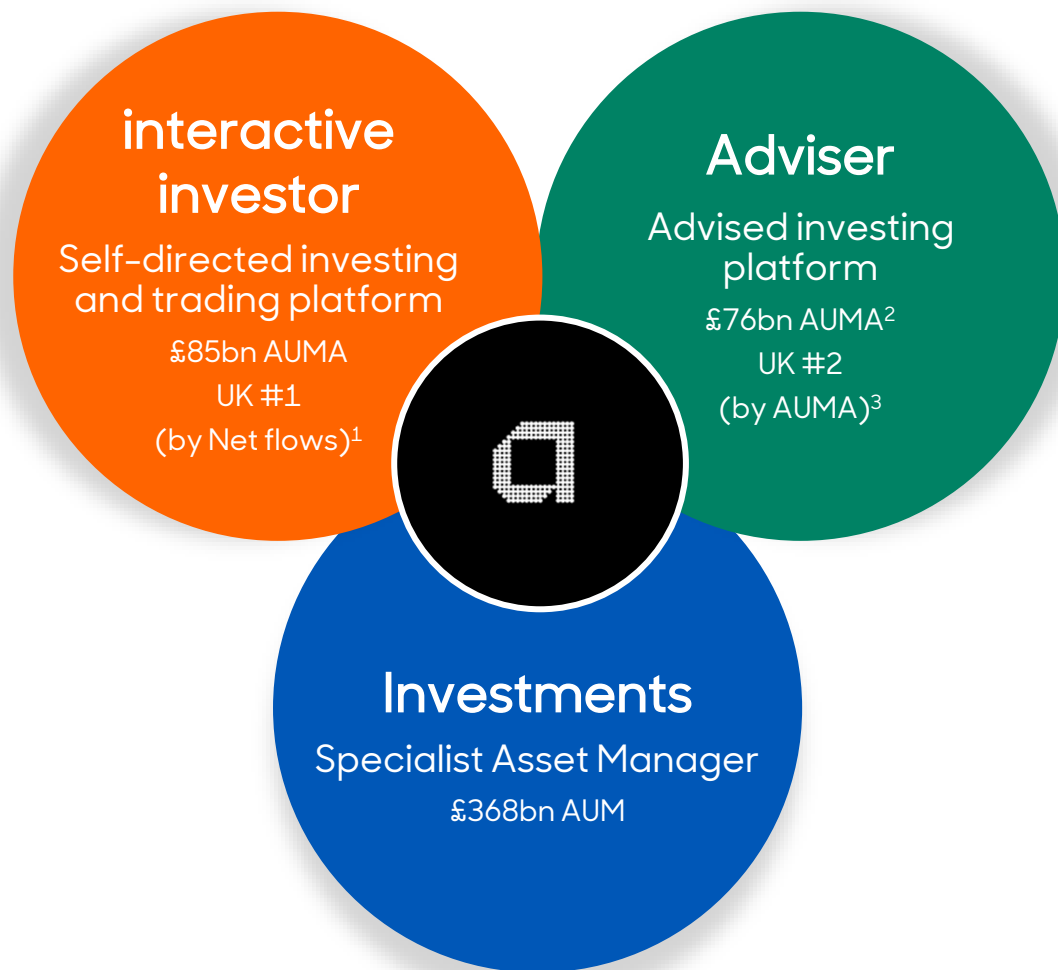 interactive
investor
Self-directed investing
and trading platform
£85bn AUMA
UK #1
(by Net flows)¹
Adviser
Advised investing
platform
£76bn AUMA²
UK #2
(by AUMA)³
a
Investments
Specialist Asset Manager
£368bn AUM